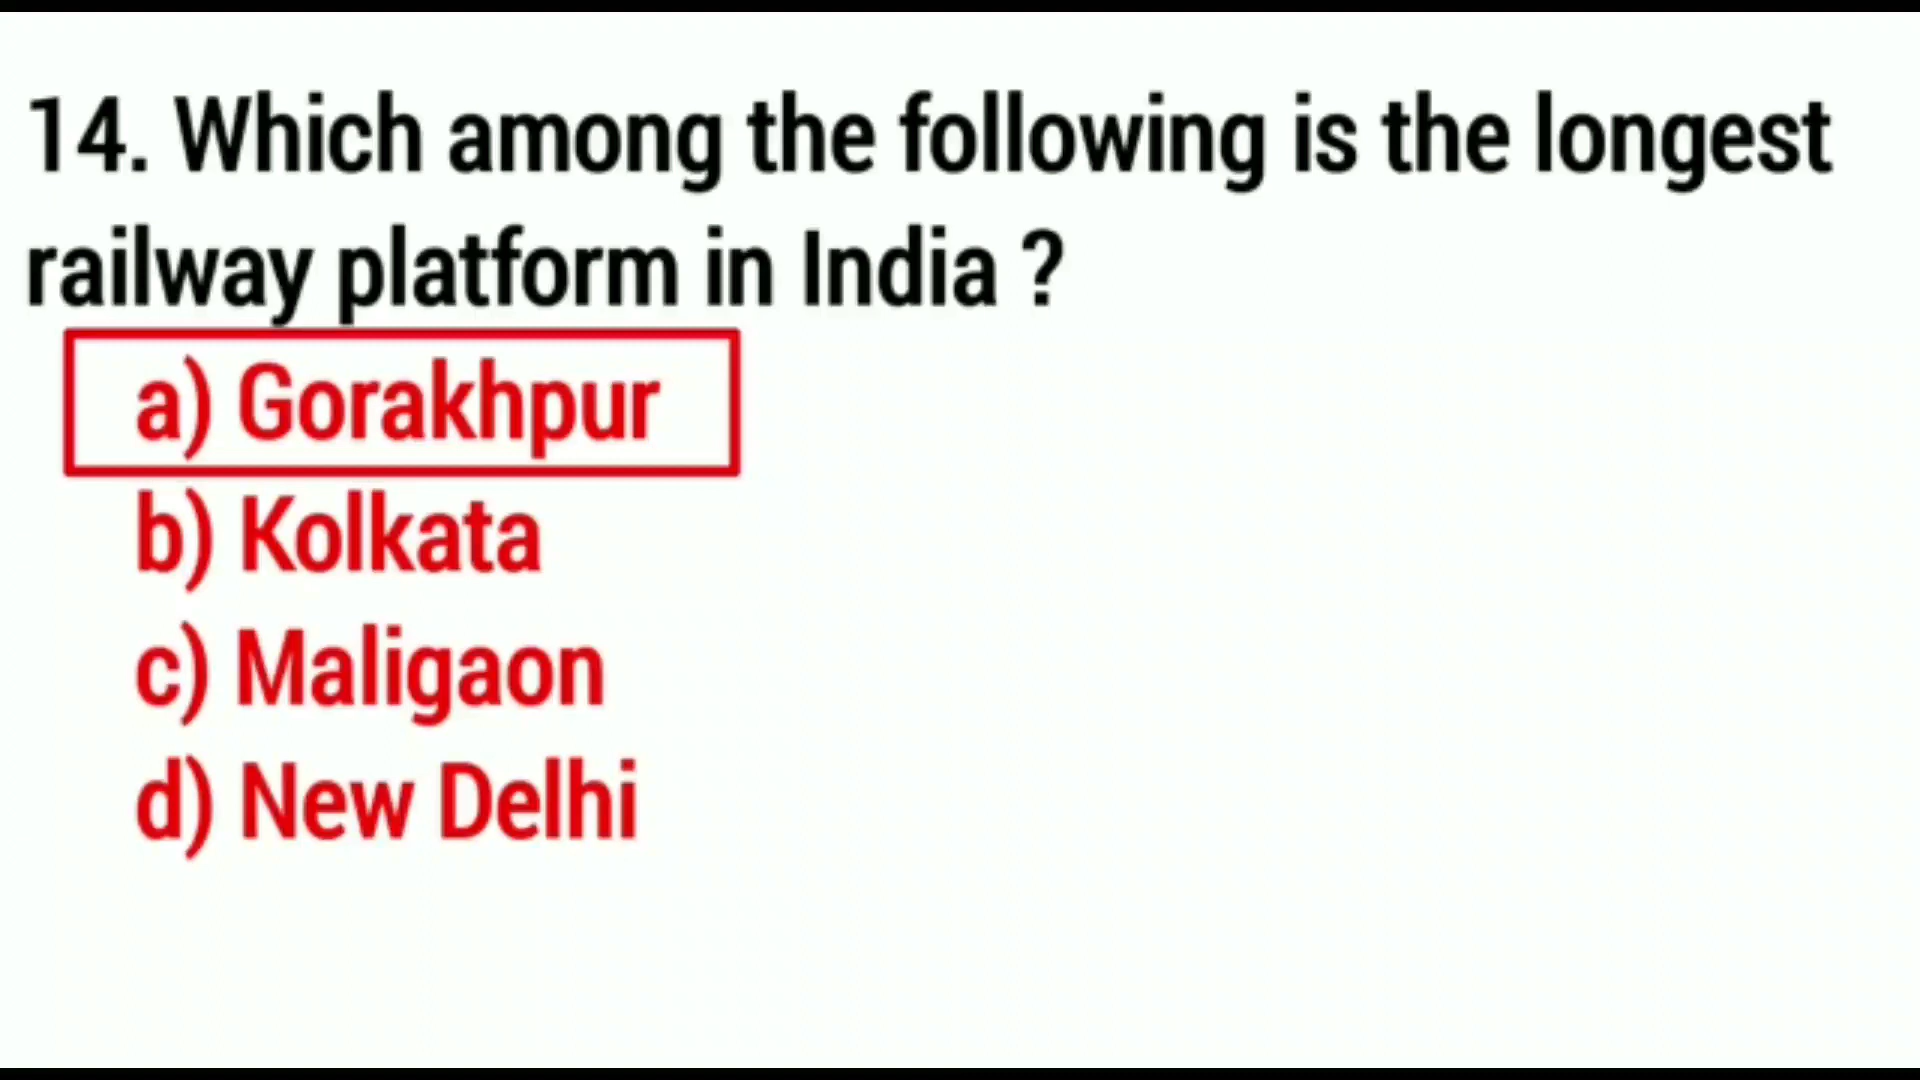 14. Which among the following is the longest
railway platform in India ?
a) Gorakhpur
b) Kolkata
c) Maligaon
d) New Delhi